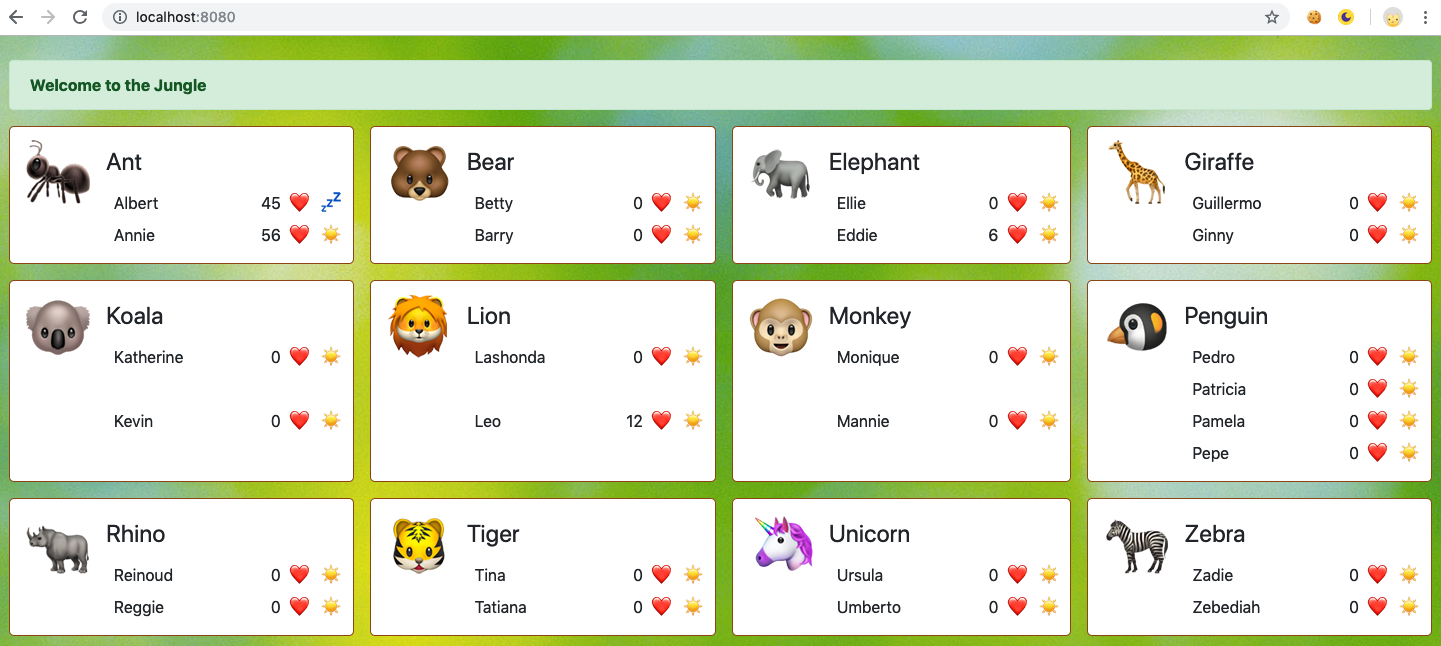 localhost:8080
Welcome to the Jungle
Ant
Albert 45
Annie 56
Bear
Betty 0
Barry 0
Elephant
Ellie 0
Eddie 6
Giraffe
Guillermo 0
Ginny 0
Koala
Katherine 0
Kevin 0
Lion
Lashonda 0
Leo 12
Monkey
Monique 0
Mannie 0
Penguin
Pedro 0
Patricia 0
Pamela 0
Pepe 0
Rhino
Reinoud 0
Reggie 0
Tiger
Tina 0
Tatiana 0
Unicorn
Ursula 0
Umberto 0
Zebra
Zadie 0
Zebediah 0